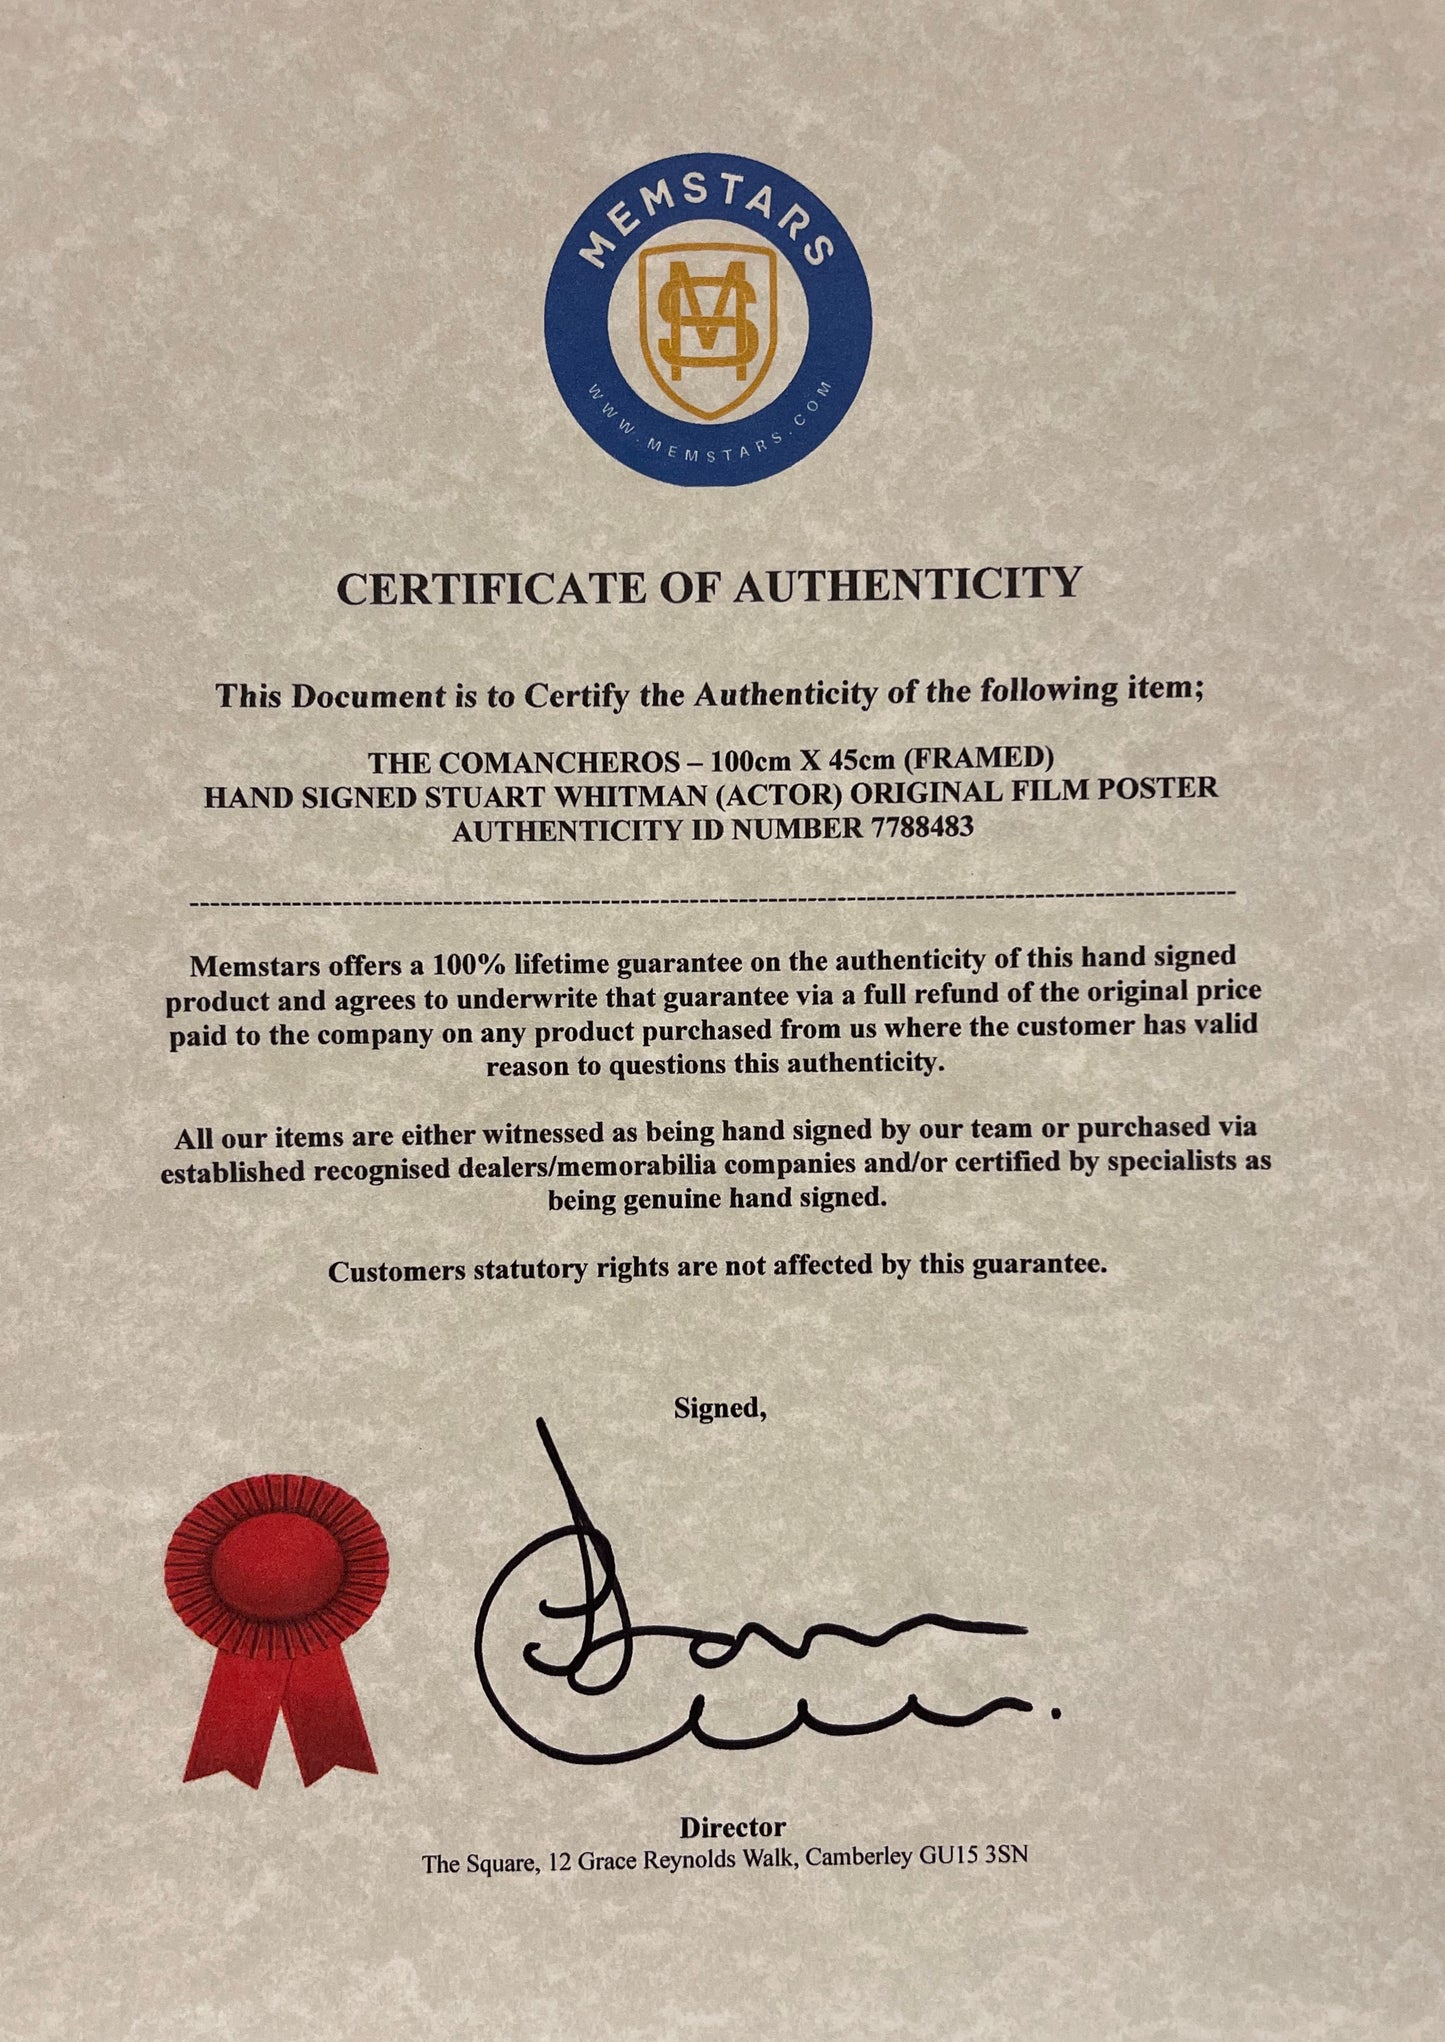 MEMSTARS
MS
WWW.MEMSTARS.COM
CERTIFICATE OF AUTHENTICITY
This Document is to Certify the Authenticity of the following item;
THE COMANCHEROS – 100cm X 45cm (FRAMED)
HAND SIGNED STUART WHITMAN (ACTOR) ORIGINAL FILM POSTER
AUTHENTICITY ID NUMBER 7788483
Memstars offers a 100% lifetime guarantee on the authenticity of this hand signed
product and agrees to underwrite that guarantee via a full refund of the original price
paid to the company on any product purchased from us where the customer has valid
reason to questions this authenticity.
All our items are either witnessed as being hand signed by our team or purchased via
established recognised dealers/memorabilia companies and/or certified by specialists as
being genuine hand signed.
Customers statutory rights are not affected by this guarantee.
Signed,
Director
The Square, 12 Grace Reynolds Walk, Camberley GU15 3SN